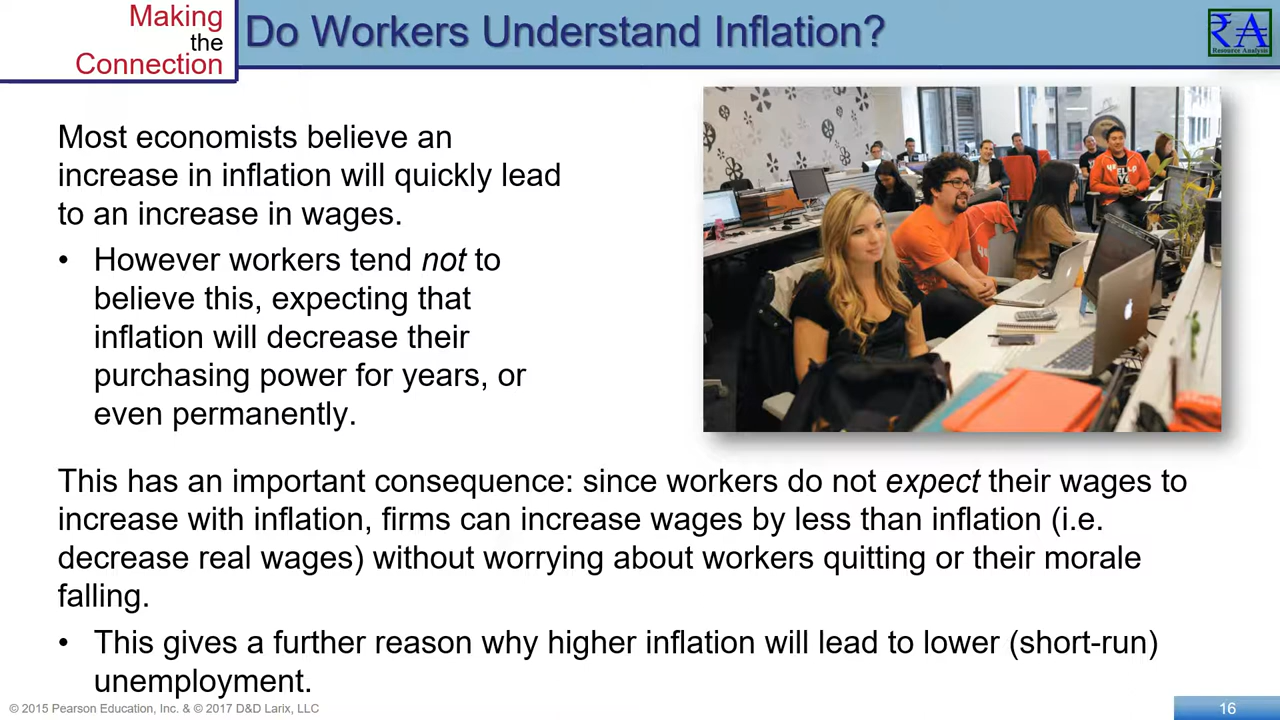 Making
the
Connection
Do Workers Understand Inflation?
₹A
Resource Analysis
Most economists believe an
increase in inflation will quickly lead
to an increase in wages.
• However workers tend not to
believe this, expecting that
inflation will decrease their
purchasing power for years, or
even permanently.
This has an important consequence: since workers do not expect their wages to
increase with inflation, firms can increase wages by less than inflation (i.e.
decrease real wages) without worrying about workers quitting or their morale
falling.
• This gives a further reason why higher inflation will lead to lower (short-run)
unemployment.
© 2015 Pearson Education, Inc. & © 2017 D&D Larix, LLC
16